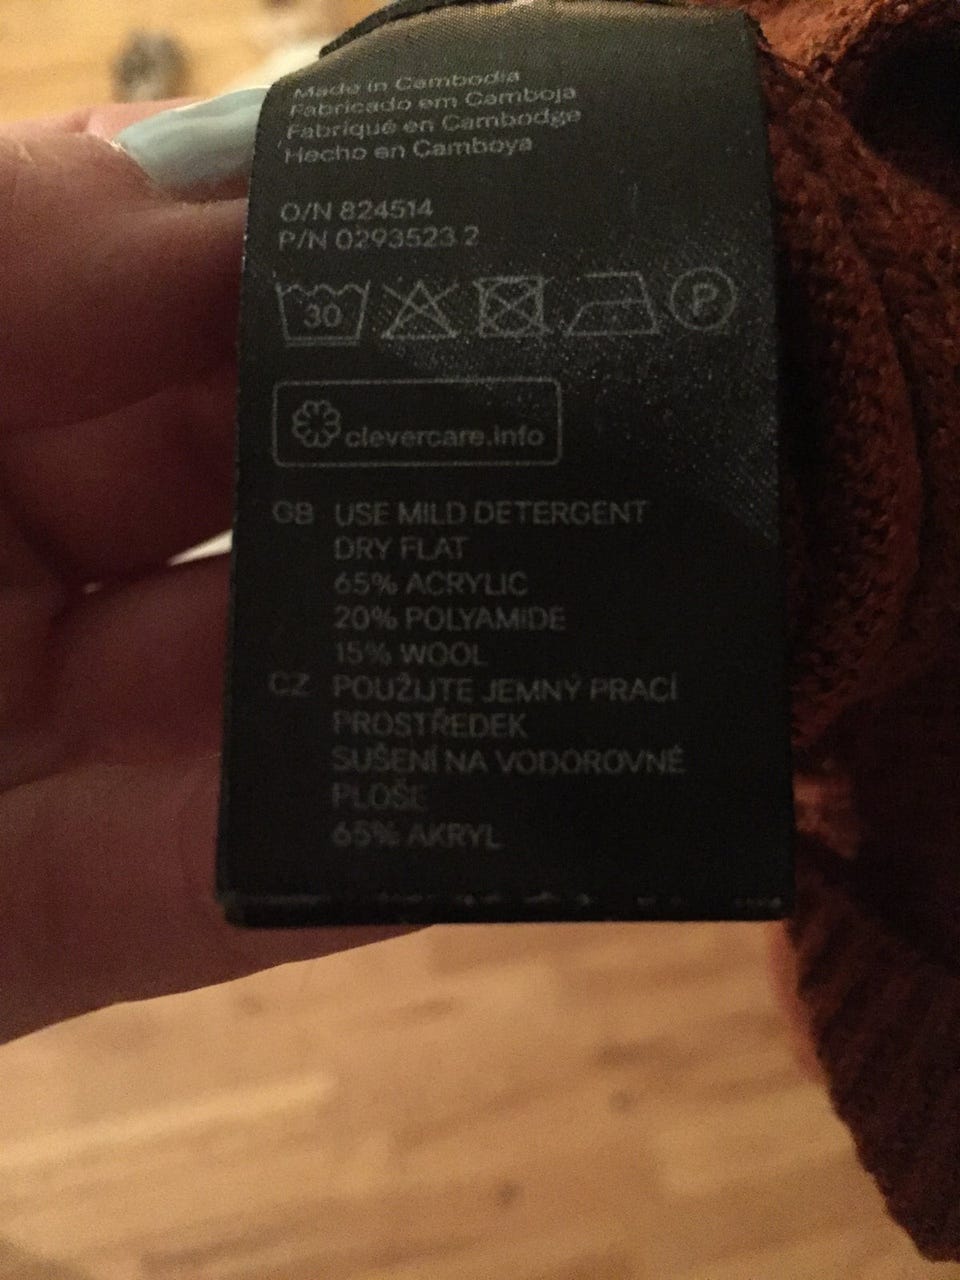 Made in Cambodia
Fabricado em Camboja
Fabriqué en Cambodge
Hecho en Camboya
O/N 824514
P/N 0293523 2
30 P
clevercare.info
GB USE MILD DETERGENT
DRY FLAT
65% ACRYLIC
20% POLYAMIDE
15% WOOL
CZ POUŽIJTE JEMNÝ PRACÍ
PROSTŘEDEK
SUŠENÍ NA VODOROVNÉ
PLOŠE
65% AKRYL